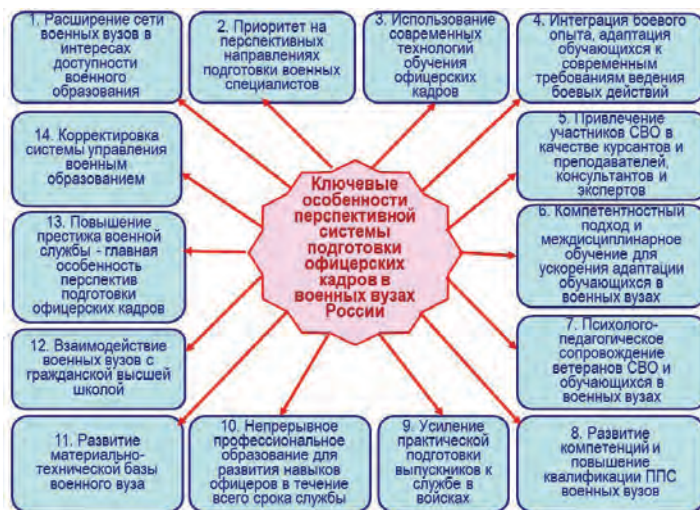 1. Расширение сети
военных вузов в
интересах
доступности
военного
образования
2. Приоритет на
перспективных
направлениях
подготовки военных
специалистов
3. Использование
современных
технологий
обучения
офицерских
кадров
4. Интеграция боевого
опыта, адаптация
обучающихся к
современным
требованиям ведения
боевых действий
5. Привлечение
участников СВО в
качестве курсантов и
преподавателей,
консультантов и
экспертов
6. Компетентностный
подход и
междисциплинарное
обучение для
ускорения адаптации
обучающихся в
военных вузах
7. Психолого-
педагогическое
сопровождение
ветеранов СВО и
обучающихся в
военных вузах
8. Развитие
компетенций и
повышение
квалификации ППС
военных вузов
9. Усиление
практической
подготовки
выпускников к
службе в
войсках
10. Непрерывное
профессиональное
образование для
развития навыков
офицеров в течение
всего срока службы
11. Развитие
материально-
технической базы
военного вуза
12. Взаимодействие
военных вузов с
гражданской высшей
школой
13. Повышение
престижа военной
службы - главная
особенность
перспектив
подготовки
офицерских кадров
14. Корректировка
системы управления
военным
образованием
Ключевые
особенности
перспективной
системы
подготовки
офицерских
кадров в
военных вузах
России